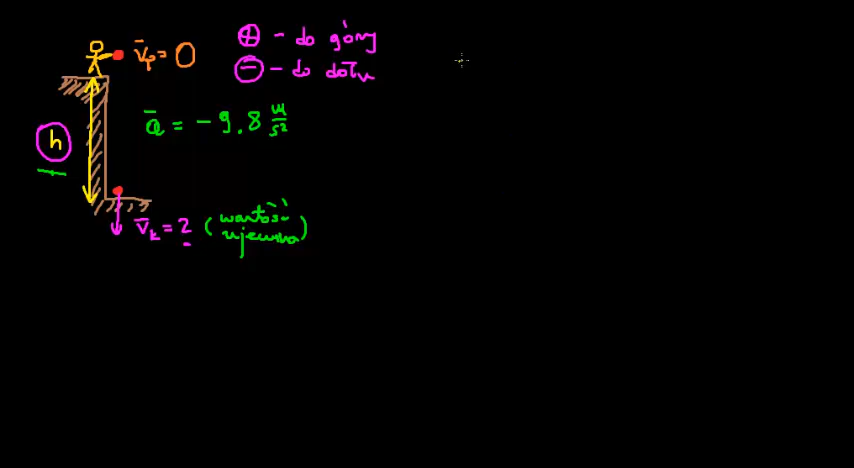 v̄p = 0
⊕ - do góry
⊖ - do dołu
ā = - 9.8 m/s²
h
v̄k = ? (wartość ujemna)